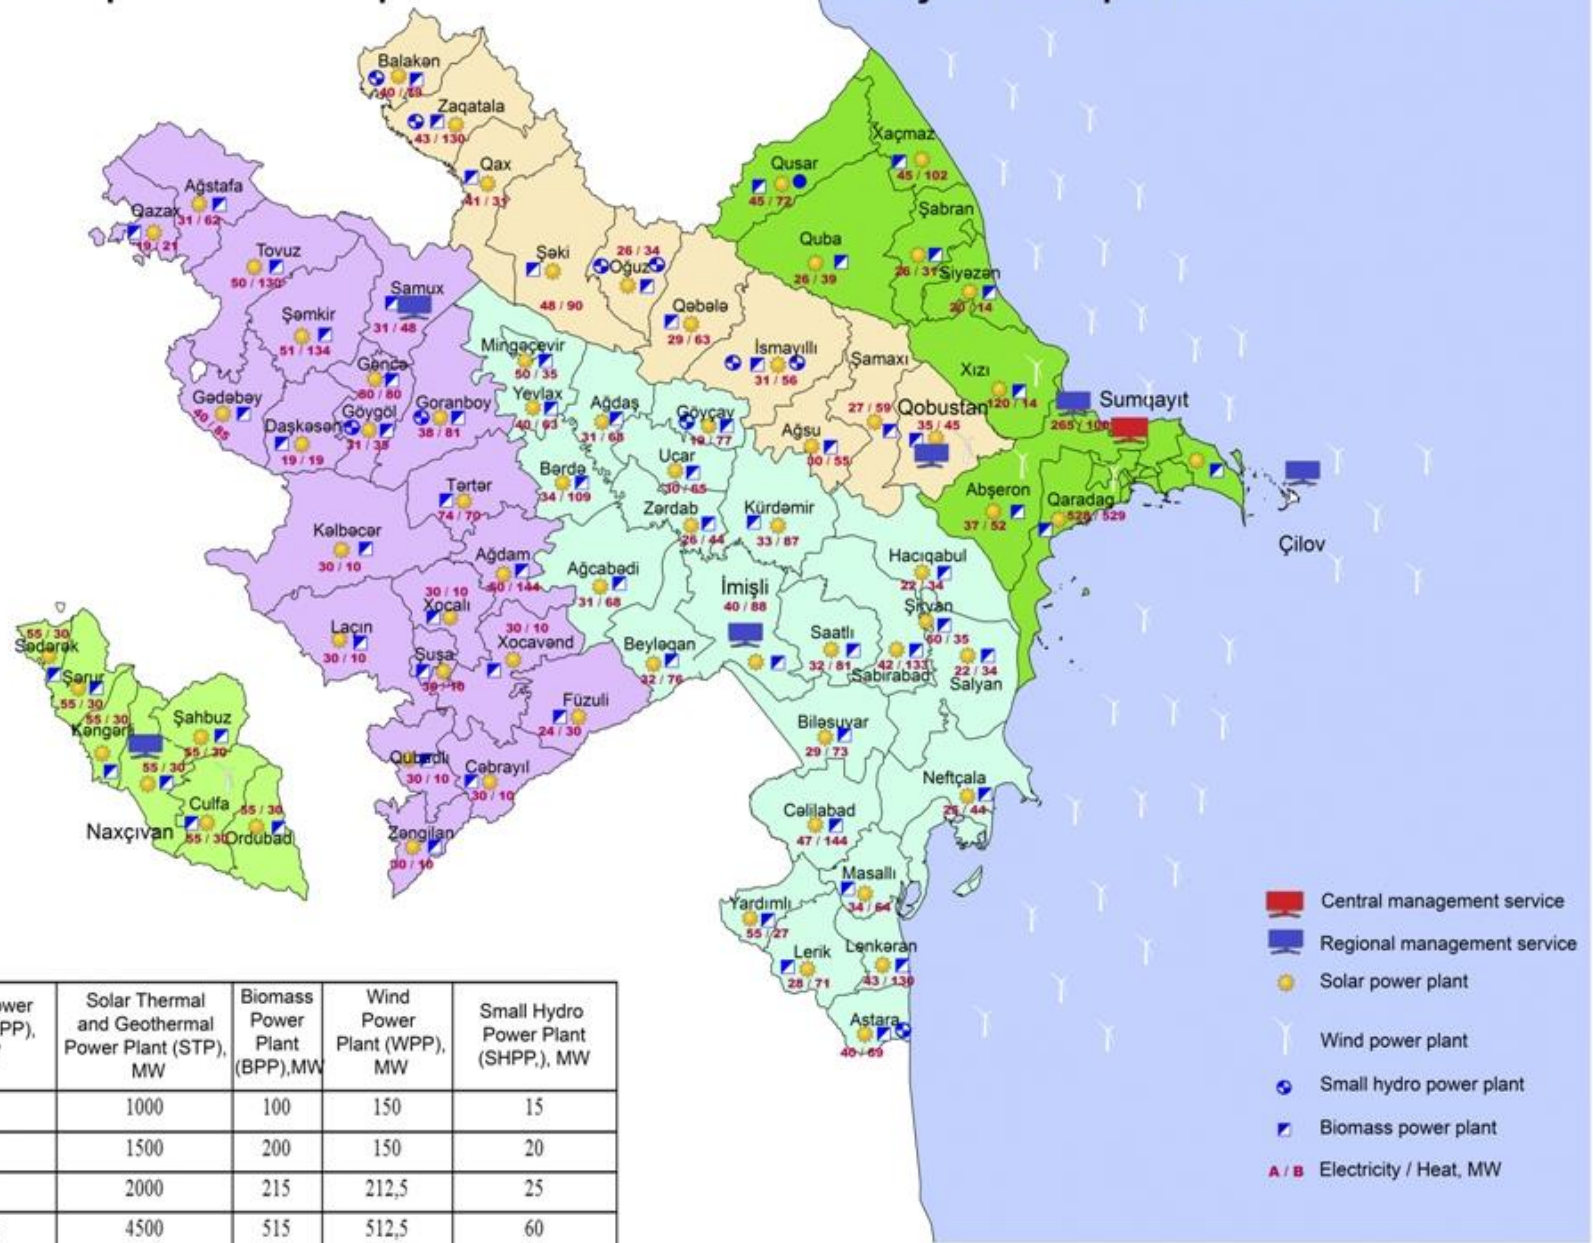 Balakən
40 / 79
Zaqatala
43 / 130
Qax
41 / 31
Xaçmaz
45 / 102
Qusar
45 / 72
Şabran
26 / 31
Quba
26 / 39
Siyəzən
20 / 14
Ağstafa
31 / 62
Qazax
19 / 21
Tovuz
50 / 130
Şəki
48 / 90
26 / 34
Oğuz
Samux
31 / 48
Şəmkir
51 / 134
Qəbələ
29 / 63
Mingəçevir
50 / 35
İsmayıllı
31 / 56
Şamaxı
27 / 59
Xızı
120 / 14
Gəncə
80 / 80
Gədəbəy
40 / 85
Goranboy
38 / 81
Göygöl
31 / 35
Daşkəsən
19 / 19
Yevlax
40 / 63
Ağdaş
31 / 68
Göyçay
19 / 77
Ağsu
30 / 55
Qobustan
35 / 45
Sumqayıt
265 / 100
Ucar
30 / 65
Bərdə
34 / 109
Tərtər
74 / 70
Zərdab
26 / 44
Kürdəmir
33 / 87
Abşeron
37 / 52
Qaradag
528 / 529
Çilov
Kəlbəcər
30 / 10
Ağdam
60 / 144
Ağcabədi
31 / 68
İmişli
40 / 88
Hacıqabul
22 / 34
Şirvan
60 / 35
30 / 10
Xocalı
30 / 10
Xocavənd
Laçın
30 / 10
Şuşa
30 / 10
Beyləqan
32 / 76
Saatlı
32 / 81
42 / 133
Sabirabad
22 / 34
Salyan
55 / 30
Sədərək
Şərur
55 / 30
55 / 30
Kəngərli
Şahbuz
55 / 30
55 / 30
Füzuli
24 / 30
Biləsuvar
29 / 73
Qubadlı
30 / 10
Cəbrayıl
30 / 10
Neftçala
25 / 44
Culfa
55 / 30
55 / 30
Ordubad
Naxçıvan
Zəngilan
30 / 10
Cəlilabad
47 / 144
Masallı
34 / 64
Yardımlı
55 / 27
Lerik
28 / 71
Lenkəran
43 / 130
Astara
40 / 69
Central management service
Regional management service
Solar power plant
Wind power plant
Small hydro power plant
Biomass power plant
A / B Electricity / Heat, MW
Solar Thermal and Geothermal Power Plant (STP), MW
Biomass Power Plant (BPP),MW
Wind Power Plant (WPP), MW
Small Hydro Power Plant (SHPP,), MW
1000 100 150 15
1500 200 150 20
2000 215 212,5 25
4500 515 512,5 60